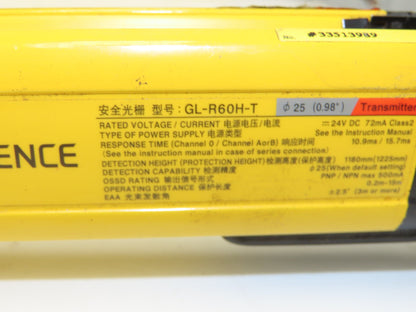 No. #33513989
安全光栅 型号: GL-R60H-T
φ25 (0.98")
Transmitter
RATED VOLTAGE / CURRENT 电源电压/电流 24V DC 72mA Class2
TYPE OF POWER SUPPLY 电源类型 See the Instruction Manual
RESPONSE TIME (Channel 0 / Channel AorB) 响应时间 10.9ms / 15.7ms
(See the instruction manual in case of series connection)
DETECTION HEIGHT (PROTECTION HEIGHT) 检测高度(保护高度) 1180mm (1225mm)
DETECTION CAPABILITY 检测精度 φ25(When default setting)
OSSD RATING 输出信号形式 PNP / NPN max 500mA
OPERATING DISTANCE 保护长度 0.2m-15m
EAA 光束发散角 ±2.5° (3m or more)
ENCE